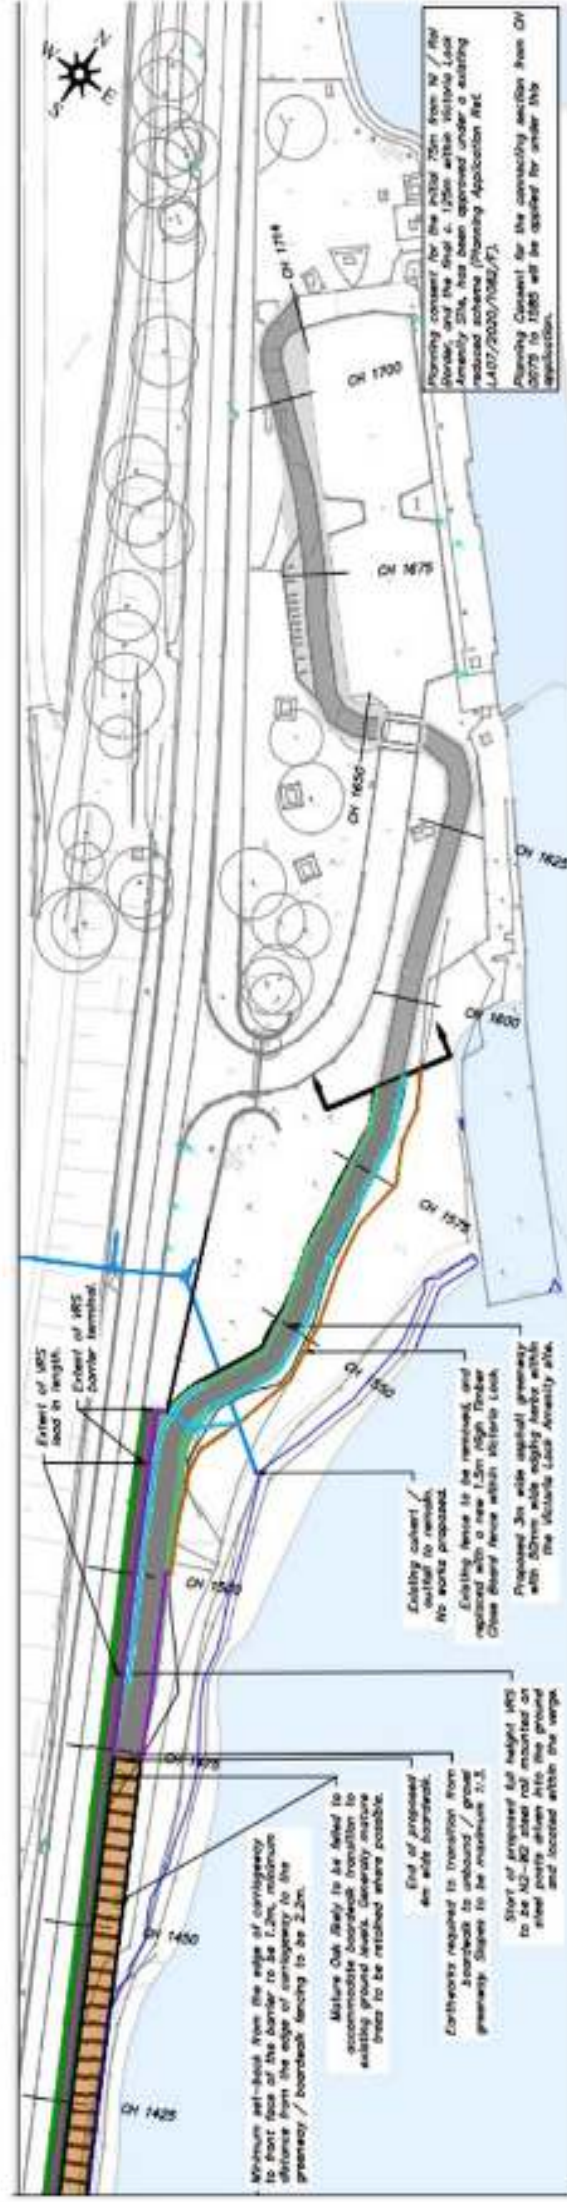 N
E
S
W
Planning consent for the initial 75m from NI / RoI
Border, and the final c. 125m within Victoria Lock
Amenity Site, has been approved under a existing
reduced scheme (Planning Application Ref.
LA07/2020/1082/F).
Planning Consent for the connecting section from CH
0075 to 1585 will be applied for under this
application.
CH 1714
CH 1700
CH 1675
CH 1650
CH 1625
CH 1600
CH 1575
CH 1550
CH 1475
CH 1450
CH 1425
Extent of VRS
lead in length.
Extent of VRS
barrier terminal.
Existing culvert /
outfall to remain.
No works proposed.
Existing fence to be removed, and
replaced with a new 1.5m High Timber
Close Board fence within Victoria Lock.
Proposed 3m wide asphalt greenway
with 50mm wide edging kerbs within
the Victoria Lock Amenity site.
Minimum set-back from the edge of carriageway
to front face of the barrier to be 1.2m, minimum
distance from the edge of carriageway to the
greenway / boardwalk fencing to be 2.2m.
Mature Oak likely to be felled to
accommodate boardwalk transition to
existing ground levels. Generally mature
trees to be retained where possible.
End of proposed
4m wide boardwalk.
Earthworks required to transition from
boardwalk to unbound / gravel
greenway. Slopes to be maximum 1:3.
Start of proposed full height VRS
to be N2-W2 steel rail mounted on
steel posts driven into the ground
and located within the verge.